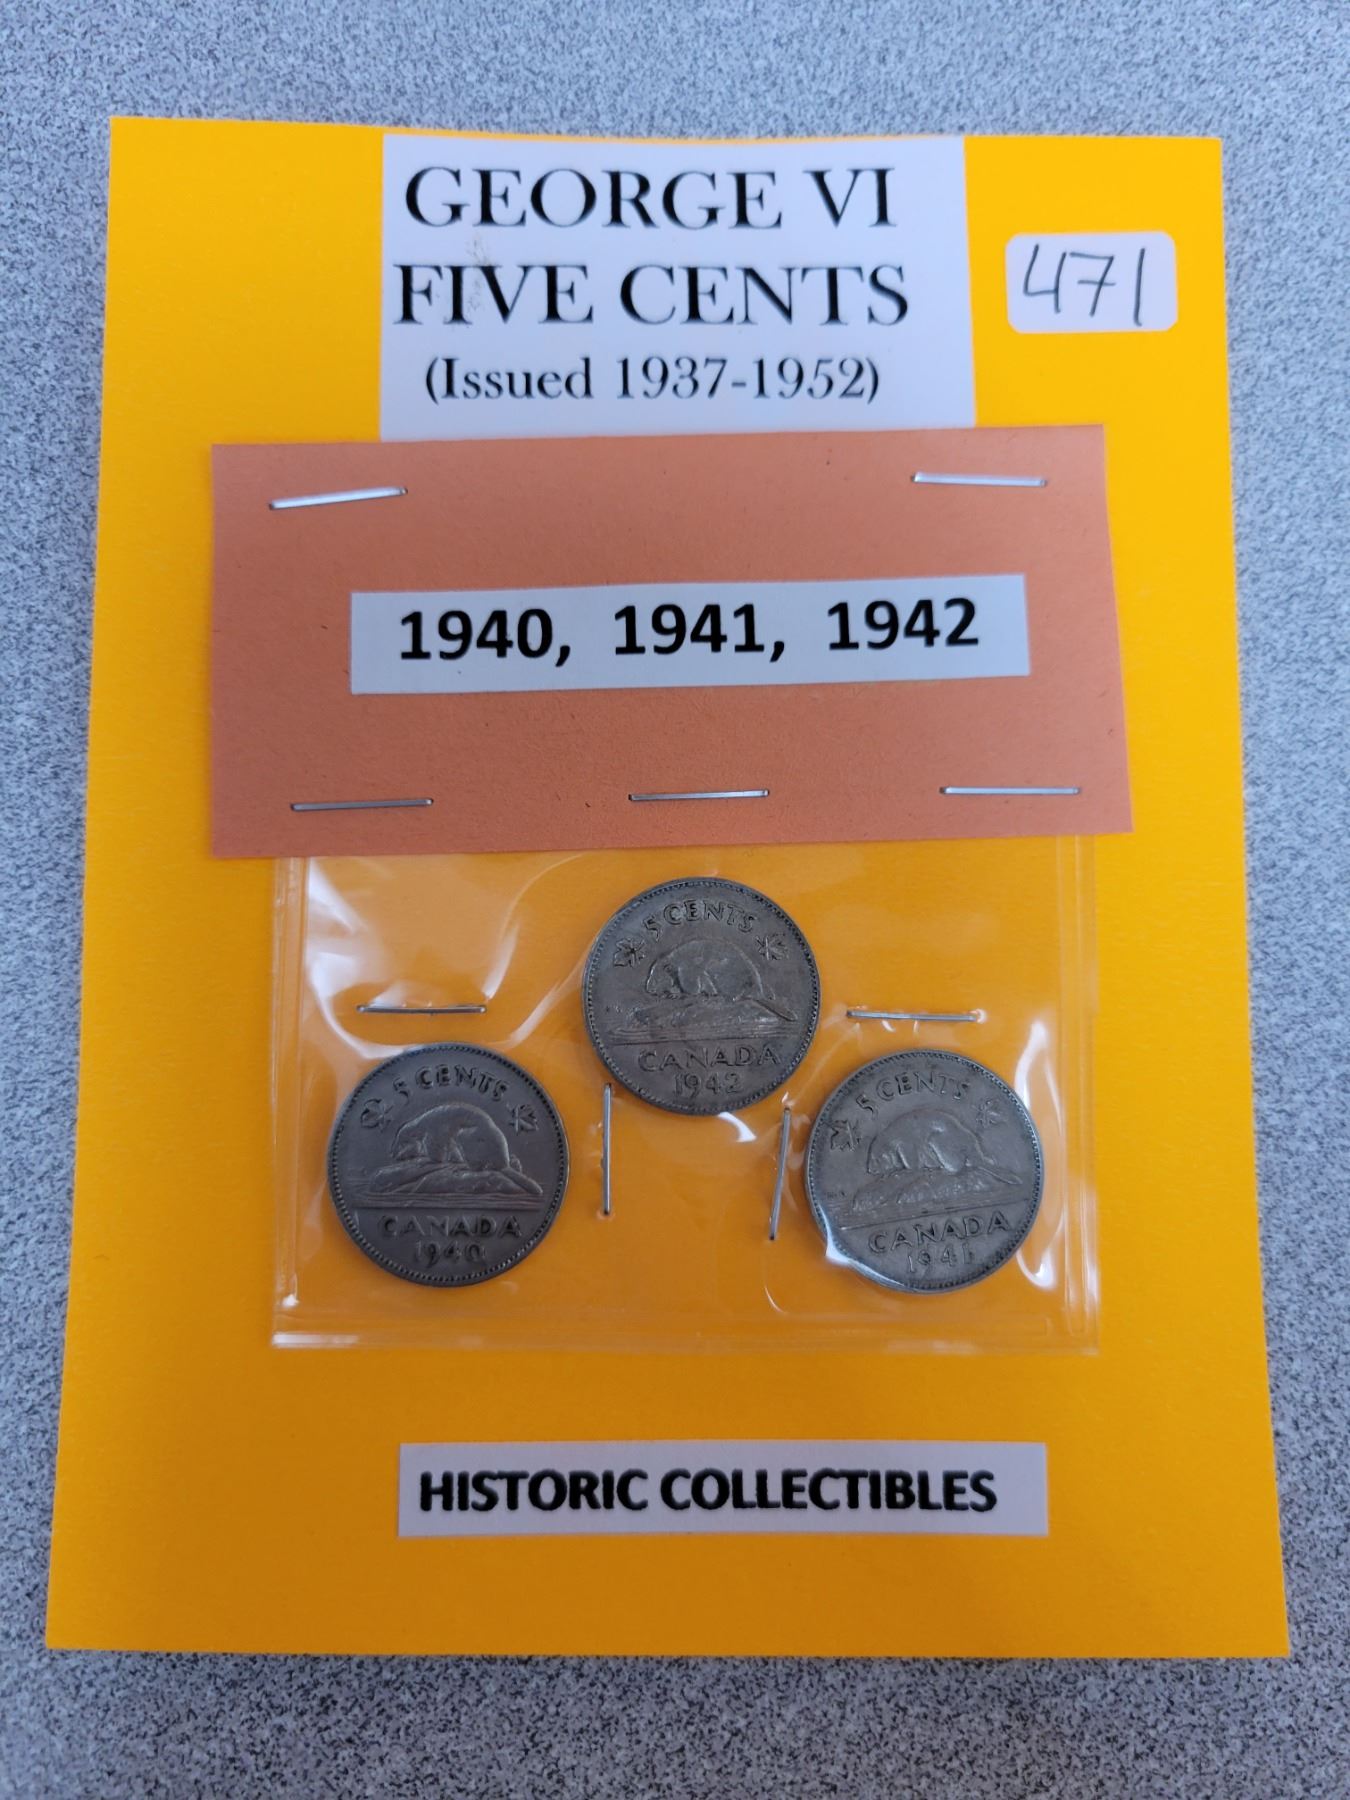 GEORGE VI
FIVE CENTS
(Issued 1937-1952)
471
1940, 1941, 1942
5 CENTS
CANADA
1942
5 CENTS
CANADA
1940
5 CENTS
CANADA
1941
HISTORIC COLLECTIBLES